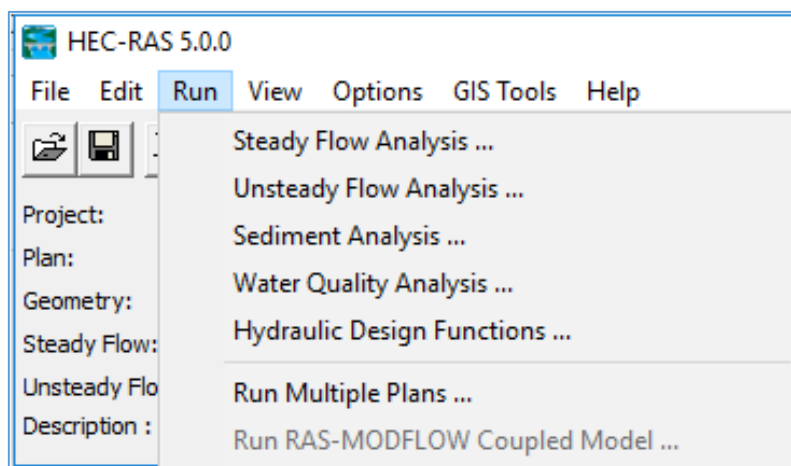 HEC-RAS 5.0.0
File Edit Run View Options GIS Tools Help
Steady Flow Analysis ...
Unsteady Flow Analysis ...
Sediment Analysis ...
Water Quality Analysis ...
Hydraulic Design Functions ...
Run Multiple Plans ...
Run RAS-MODFLOW Coupled Model ...
Project:
Plan:
Geometry:
Steady Flow:
Unsteady Flo
Description :